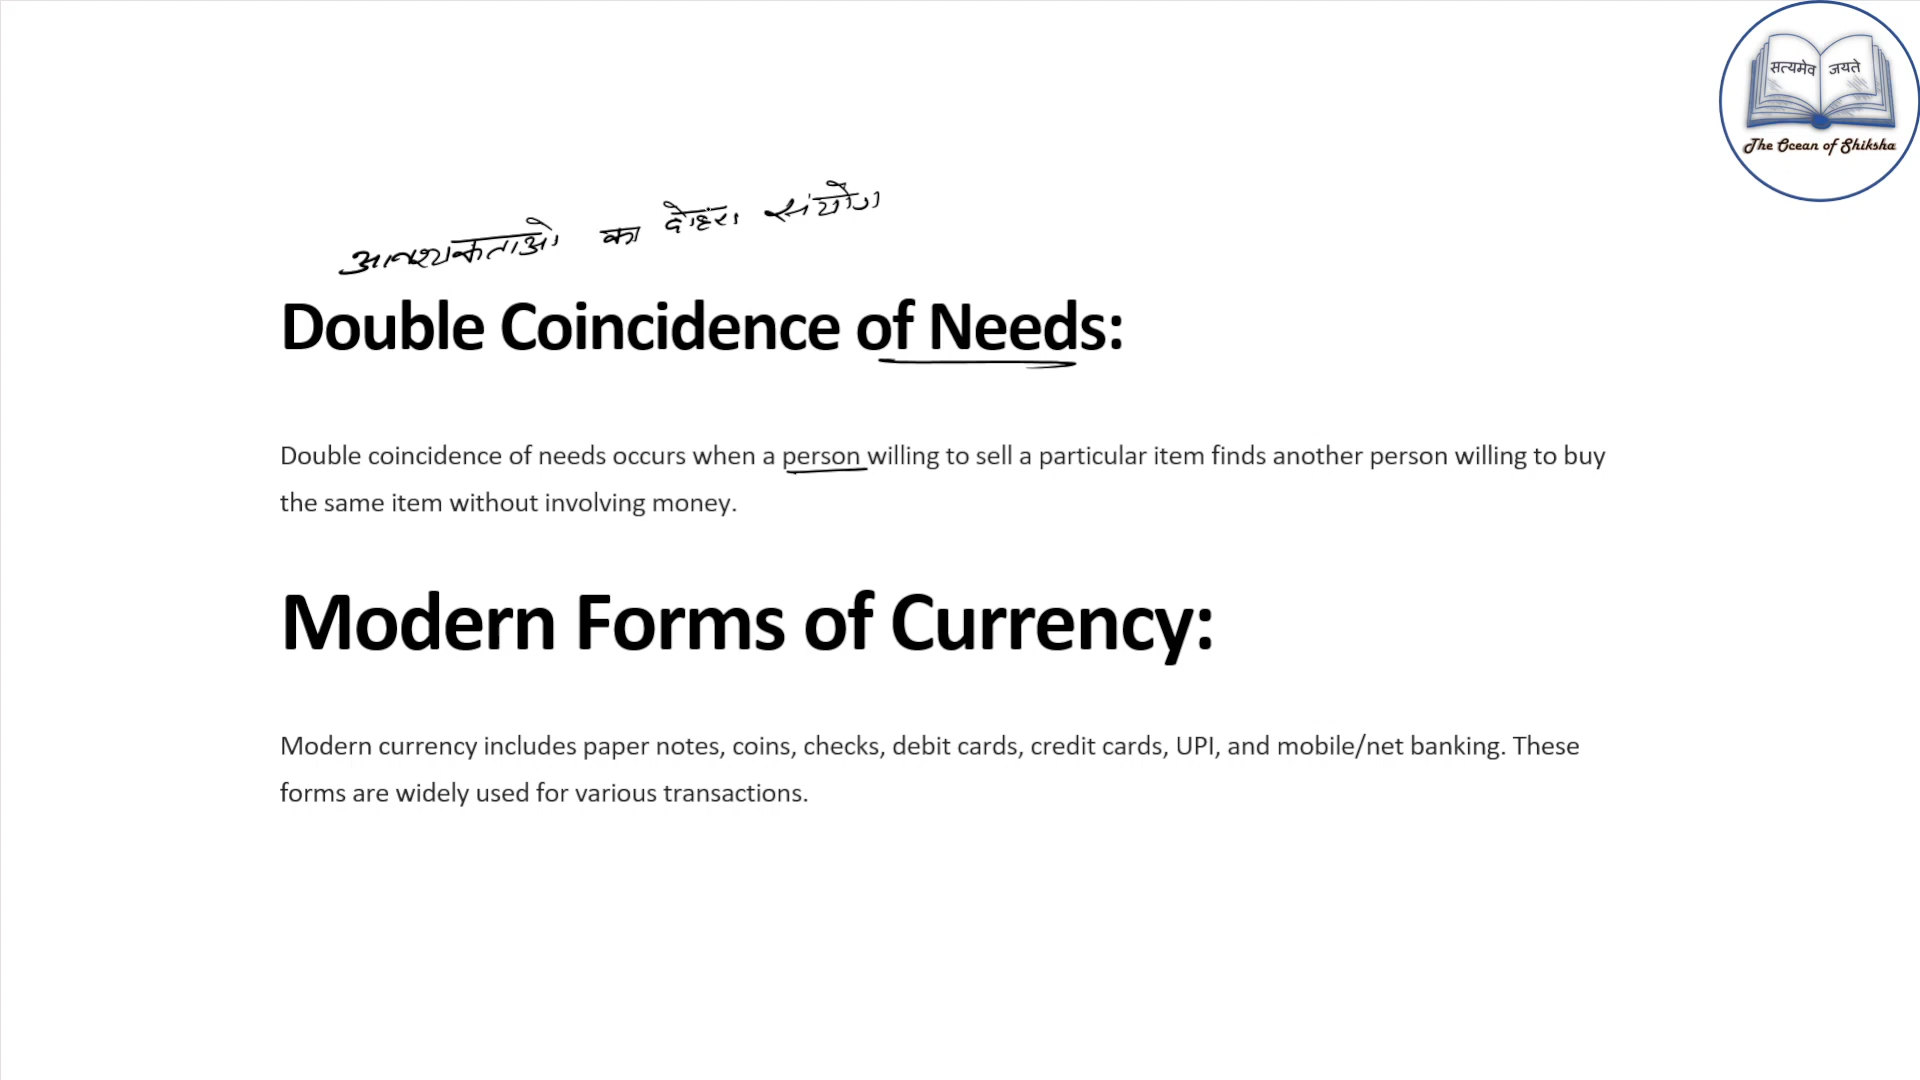 सत्यमेव जयते
The Ocean of Shiksha
आवश्यकताओ का दोहरा संयोग
Double Coincidence of Needs:
Double coincidence of needs occurs when a person willing to sell a particular item finds another person willing to buy
the same item without involving money.
Modern Forms of Currency:
Modern currency includes paper notes, coins, checks, debit cards, credit cards, UPI, and mobile/net banking. These
forms are widely used for various transactions.